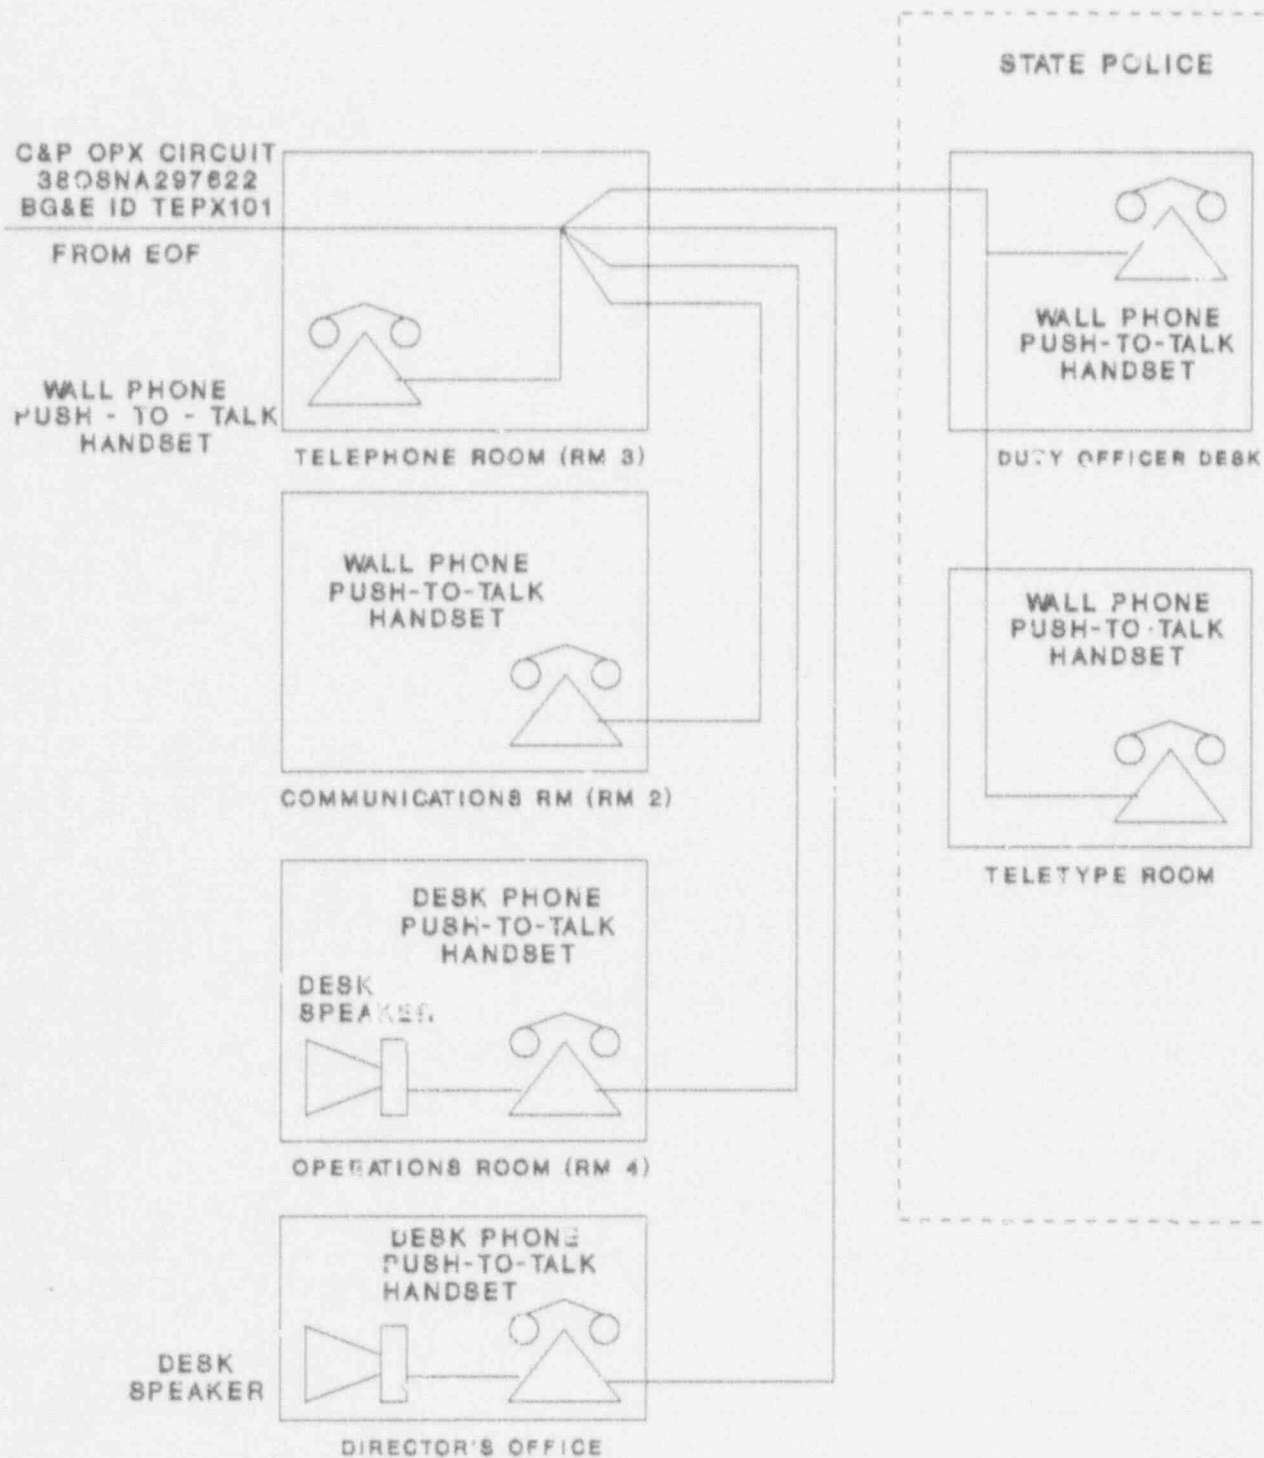 STATE POLICE
C&P OPX CIRCUIT
3808NA297622
BG&E ID TEPX101
FROM EOF
WALL PHONE
PUSH - TO - TALK
HANDSET
TELEPHONE ROOM (RM 3)
WALL PHONE
PUSH-TO-TALK
HANDSET
DUTY OFFICER DESK
WALL PHONE
PUSH-TO-TALK
HANDSET
COMMUNICATIONS RM (RM 2)
WALL PHONE
PUSH-TO-TALK
HANDSET
TELETYPE ROOM
DESK PHONE
PUSH-TO-TALK
HANDSET
DESK
SPEAKER
OPERATIONS ROOM (RM 4)
DESK PHONE
PUSH-TO-TALK
HANDSET
DESK
SPEAKER
DIRECTOR'S OFFICE